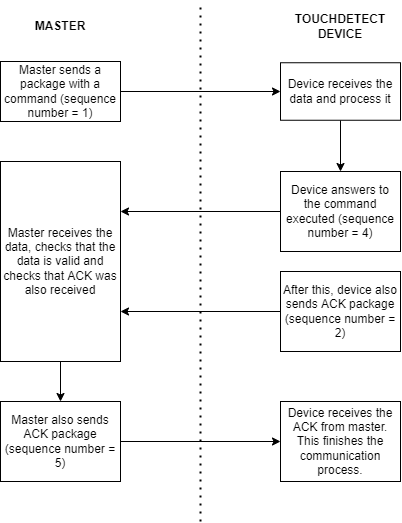 MASTER
TOUCHDETECT
DEVICE
Master sends a
package with a
command (sequence
number = 1)
Device receives the
data and process it
Device answers to
the command
executed (sequence
number = 4)
Master receives the
data, checks that the
data is valid and
checks that ACK was
also received
After this, device also
sends ACK package
(sequence number =
2)
Master also sends
ACK package
(sequence number =
5)
Device receives the
ACK from master.
This finishes the
communication
process.